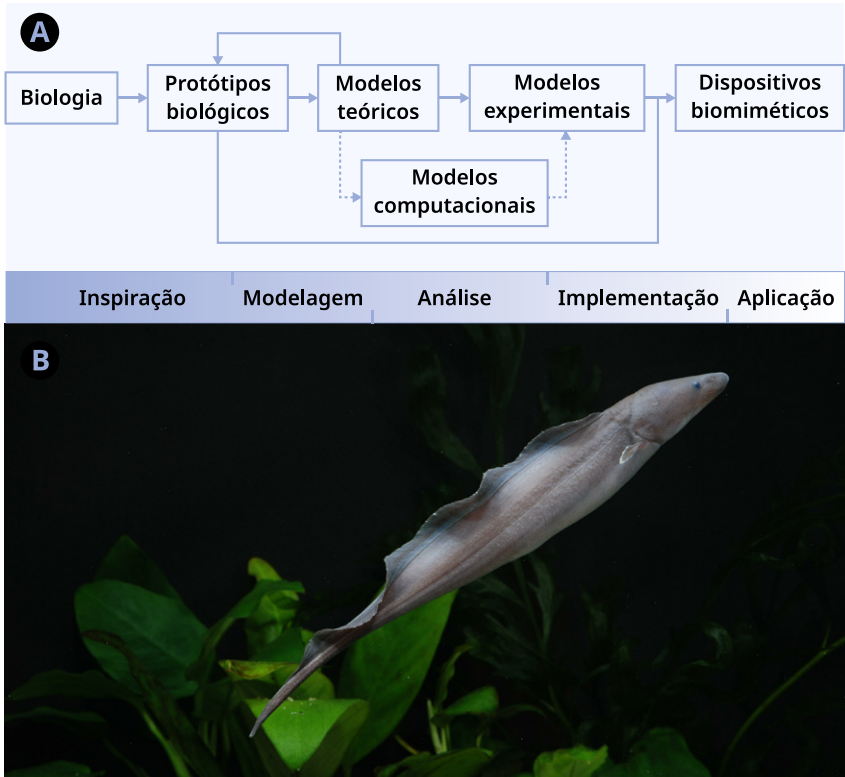 A
Biologia
Protótipos
biológicos
Modelos
teóricos
Modelos
experimentais
Dispositivos
biomiméticos
Modelos
computacionais
Inspiração
Modelagem
Análise
Implementação
Aplicação
B